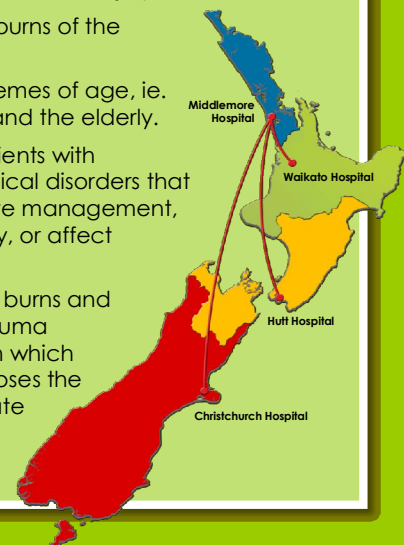 burns of the
emes of age, ie.
and the elderly.
ients with
ical disorders that
e management,
y, or affect
burns and
uma
n which
oses the
ate
Middlemore
Hospital
Waikato Hospital
Hutt Hospital
Christchurch Hospital